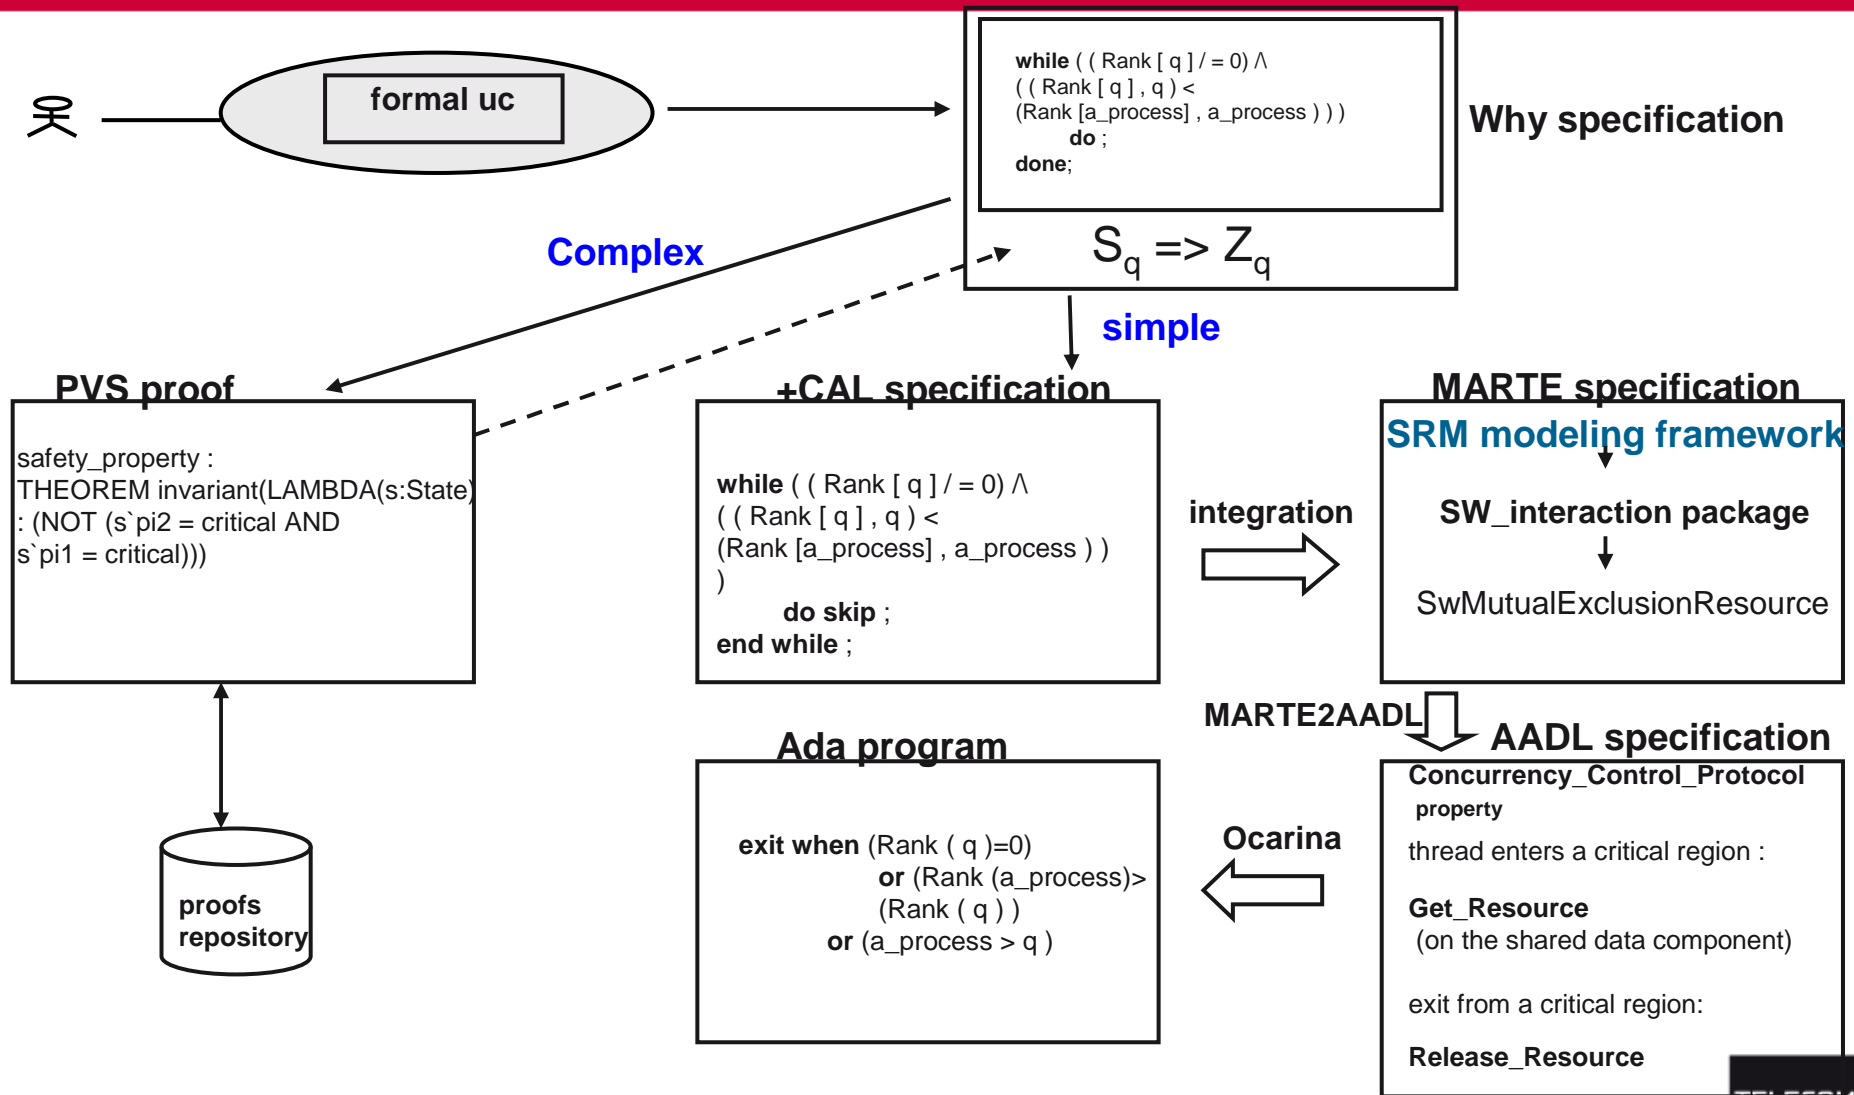 formal uc
while ( ( Rank [ q ] / = 0) /\
( ( Rank [ q ] , q ) <
(Rank [a_process] , a_process ) ) )
do ;
done;
Why specification
Sq => Zq
Complex
simple
PVS proof
safety_property :
THEOREM invariant(LAMBDA(s:State)
: (NOT (s`pi2 = critical AND
s`pi1 = critical)))
+CAL specification
while ( ( Rank [ q ] / = 0) /\
( ( Rank [ q ] , q ) <
(Rank [a_process] , a_process ) )
)
do skip ;
end while ;
integration
MARTE specification
SRM modeling framework
SW_interaction package
SwMutualExclusionResource
MARTE2AADL
AADL specification
Concurrency_Control_Protocol
property
thread enters a critical region :
Get_Resource
(on the shared data component)
exit from a critical region:
Release_Resource
Ocarina
Ada program
exit when (Rank ( q )=0)
or (Rank (a_process)>
(Rank ( q ) )
or (a_process > q )
proofs
repository